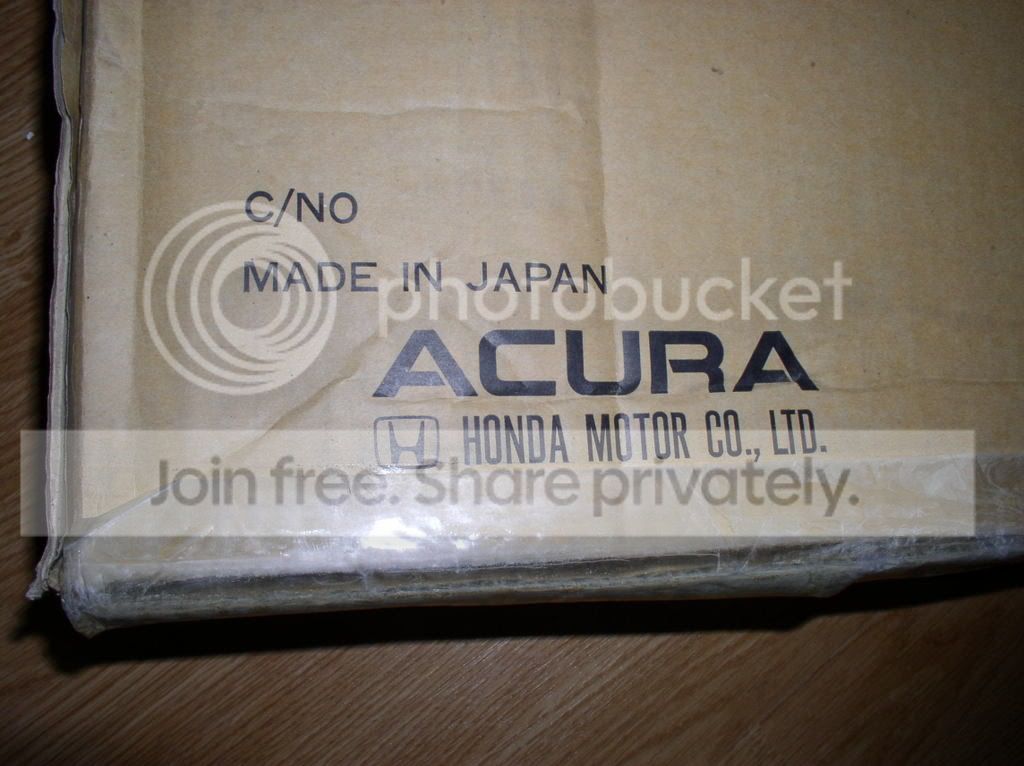 C/NO
MADE IN JAPAN
photobucket
ACURA
HONDA MOTOR CO., LTD.
Join free. Share privately.